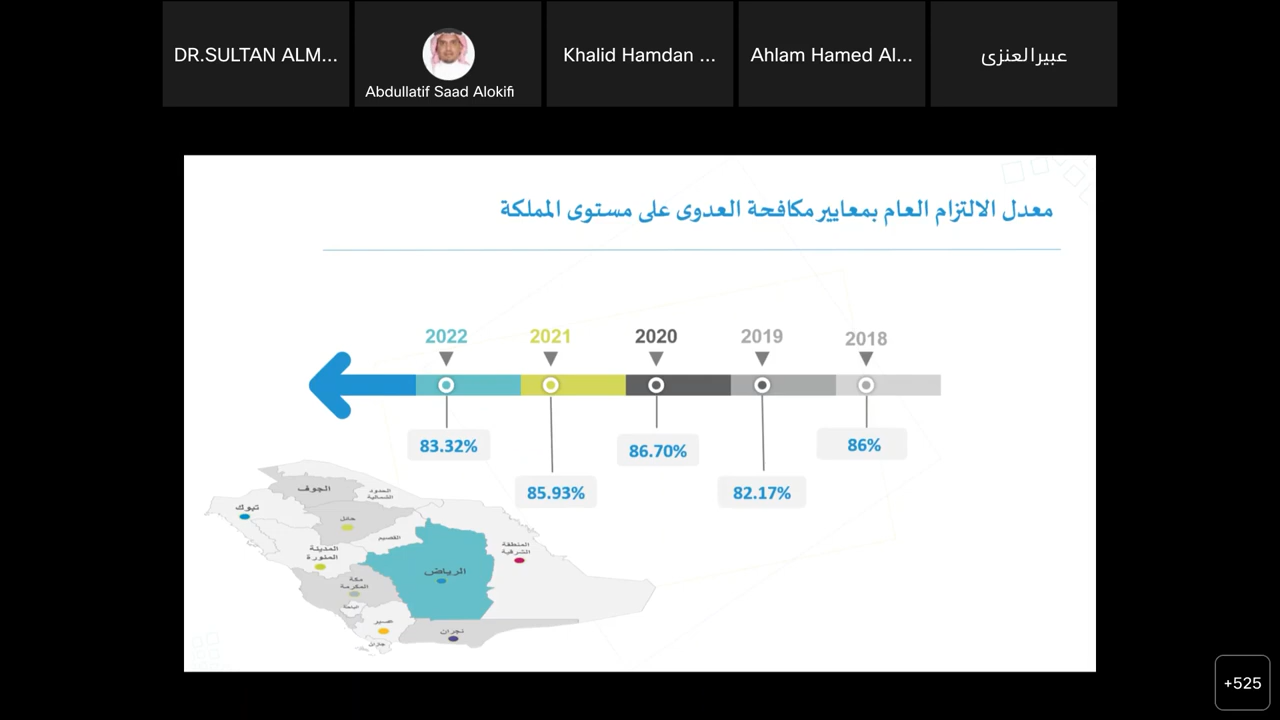 DR.SULTAN ALM...
Abdullatif Saad Alokifi
Khalid Hamdan ...
Ahlam Hamed Al...
عبيرالعنزى
معدل الالتزام العام بمعايير مكافحة العدوى على مستوى المملكة
2022
2021
2020
2019
2018
83.32%
85.93%
86.70%
82.17%
86%
الجوف
الحدود
الشمالية
تبوك
حائل
القصيم
المدينة
المنورة
المنطقة
الشرقية
الرياض
مكة
المكرمة
الباحة
عسير
جازان
نجران
+525